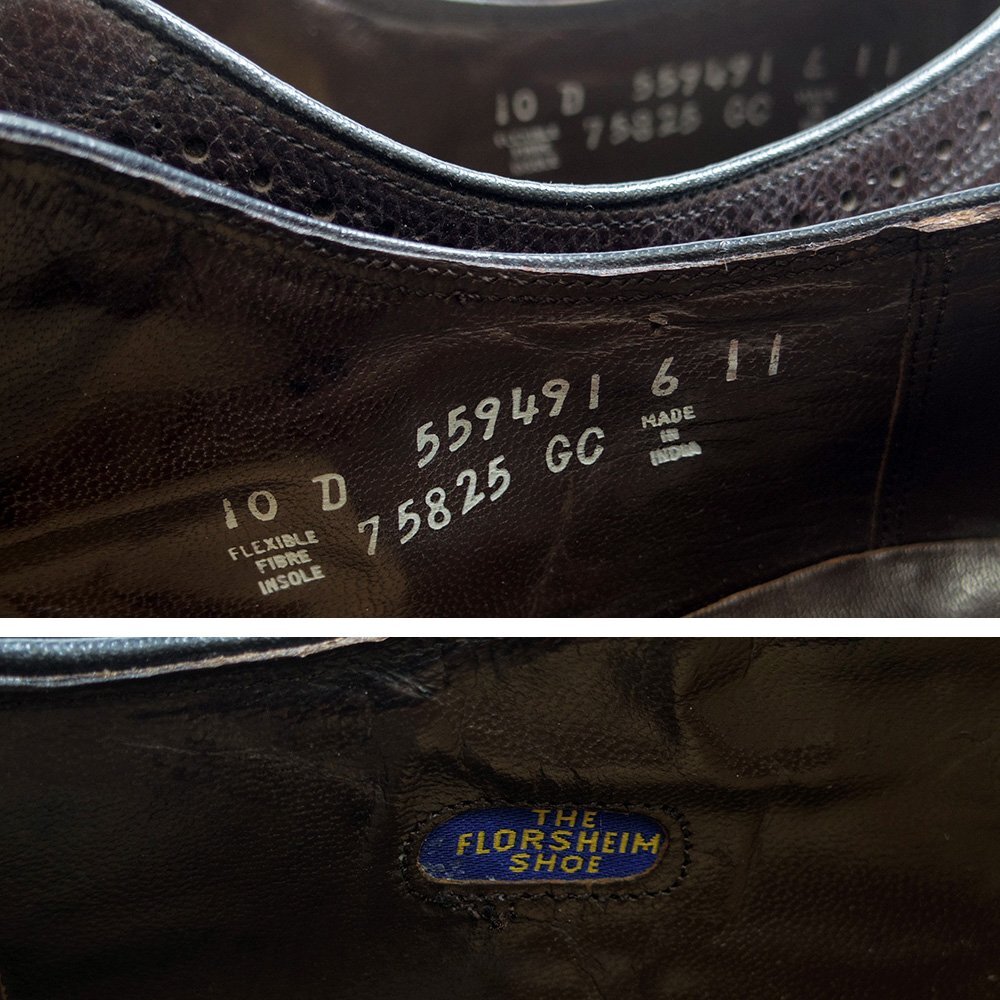 10 D 559491 6 11
75825 GC
10 D 559491 6 11
75825 GC
FLEXIBLE
FIBRE
INSOLE
MADE
IN
INDIA
THE
FLORSHEIM
SHOE